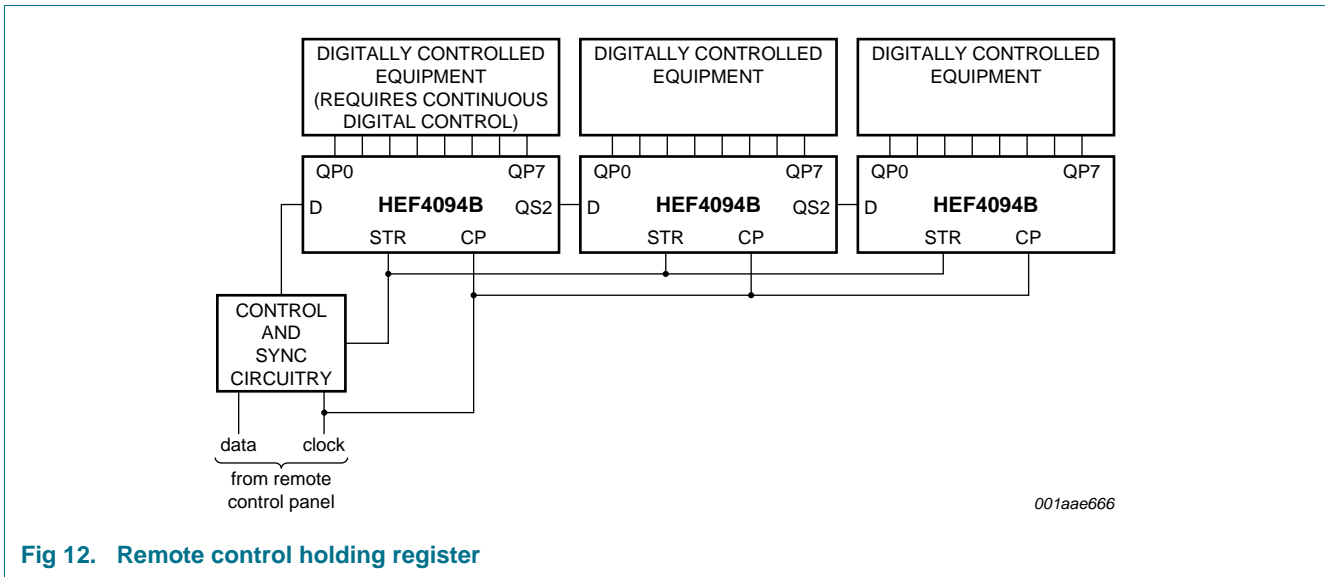 DIGITALLY CONTROLLED
EQUIPMENT
(REQUIRES CONTINUOUS
DIGITAL CONTROL)
DIGITALLY CONTROLLED
EQUIPMENT
DIGITALLY CONTROLLED
EQUIPMENT
QP0 QP7
D HEF4094B QS2
STR CP
QP0 QP7
D HEF4094B QS2
STR CP
QP0 QP7
D HEF4094B
STR CP
CONTROL
AND
SYNC
CIRCUITRY
data clock
from remote
control panel
001aae666
Fig 12. Remote control holding register